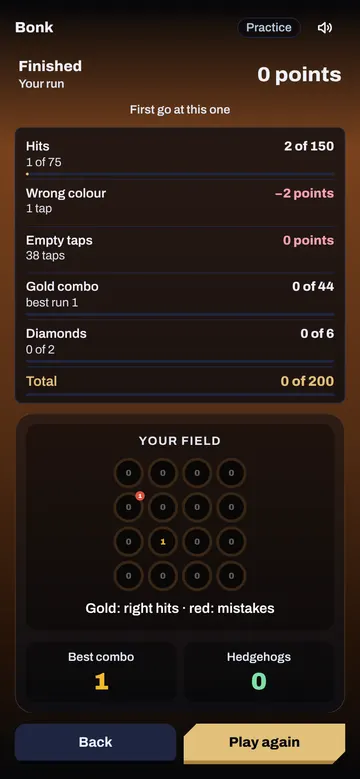 Bonk
Practice
Finished
Your run
0 points
First go at this one
Hits
2 of 150
1 of 75
Wrong colour
−2 points
1 tap
Empty taps
0 points
38 taps
Gold combo
0 of 44
best run 1
Diamonds
0 of 6
0 of 2
Total
0 of 200
YOUR FIELD
0 0 0 0
1
0 0 0 0
0 1 0 0
0 0 0 0
Gold: right hits · red: mistakes
Best combo
1
Hedgehogs
0
Back
Play again